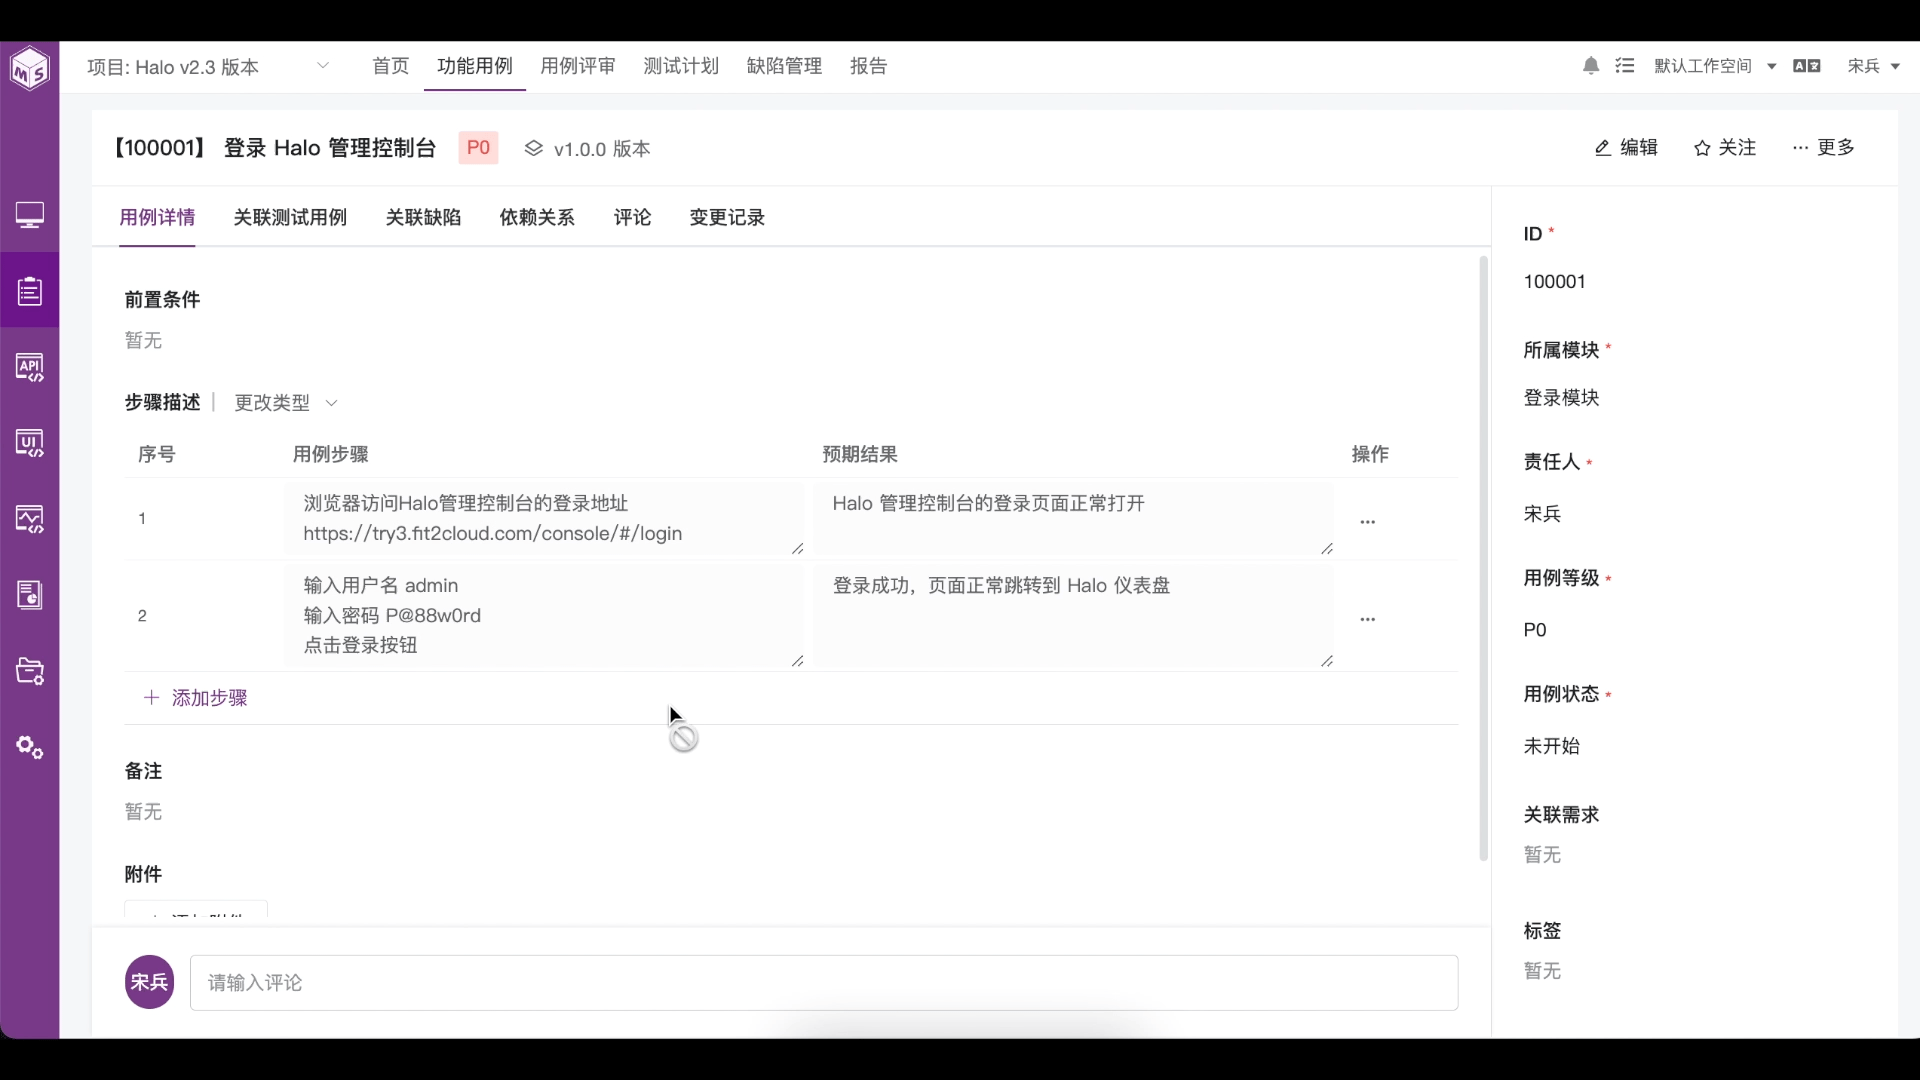 MS
项目: Halo v2.3 版本
首页
功能用例
用例评审
测试计划
缺陷管理
报告
默认工作空间
宋兵
【100001】 登录 Halo 管理控制台
P0
v1.0.0 版本
编辑
关注
... 更多
用例详情
关联测试用例
关联缺陷
依赖关系
评论
变更记录
前置条件
暂无
步骤描述
更改类型
序号
用例步骤
预期结果
操作
1
浏览器访问Halo管理控制台的登录地址
https://try3.fit2cloud.com/console/#/login
Halo 管理控制台的登录页面正常打开
...
2
输入用户名 admin
输入密码 P@88w0rd
点击登录按钮
登录成功，页面正常跳转到 Halo 仪表盘
...
+ 添加步骤
备注
暂无
附件
宋兵
请输入评论
ID *
100001
所属模块 *
登录模块
责任人 *
宋兵
用例等级 *
P0
用例状态 *
未开始
关联需求
暂无
标签
暂无
API
UI